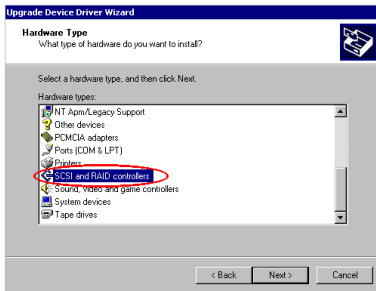 Upgrade Device Driver Wizard
Hardware Type
What type of hardware do you want to install?
Select a hardware type, and then click Next.
Hardware types:
NT Apm/Legacy Support
Other devices
PCMCIA adapters
Ports (COM & LPT)
Printers
SCSI and RAID controllers
Sound, video and game controllers
System devices
Tape drives
< Back
Next >
Cancel